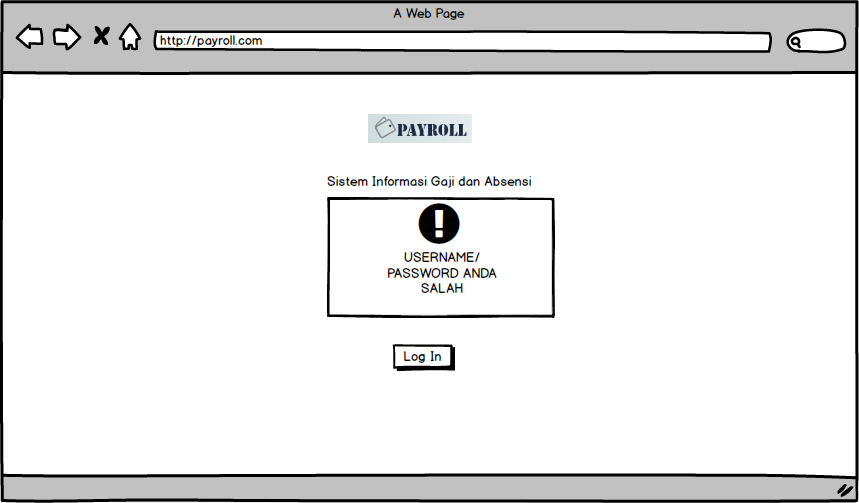 A Web Page
http://payroll.com
PAYROLL
Sistem Informasi Gaji dan Absensi
!
USERNAME/
PASSWORD ANDA
SALAH
Log In